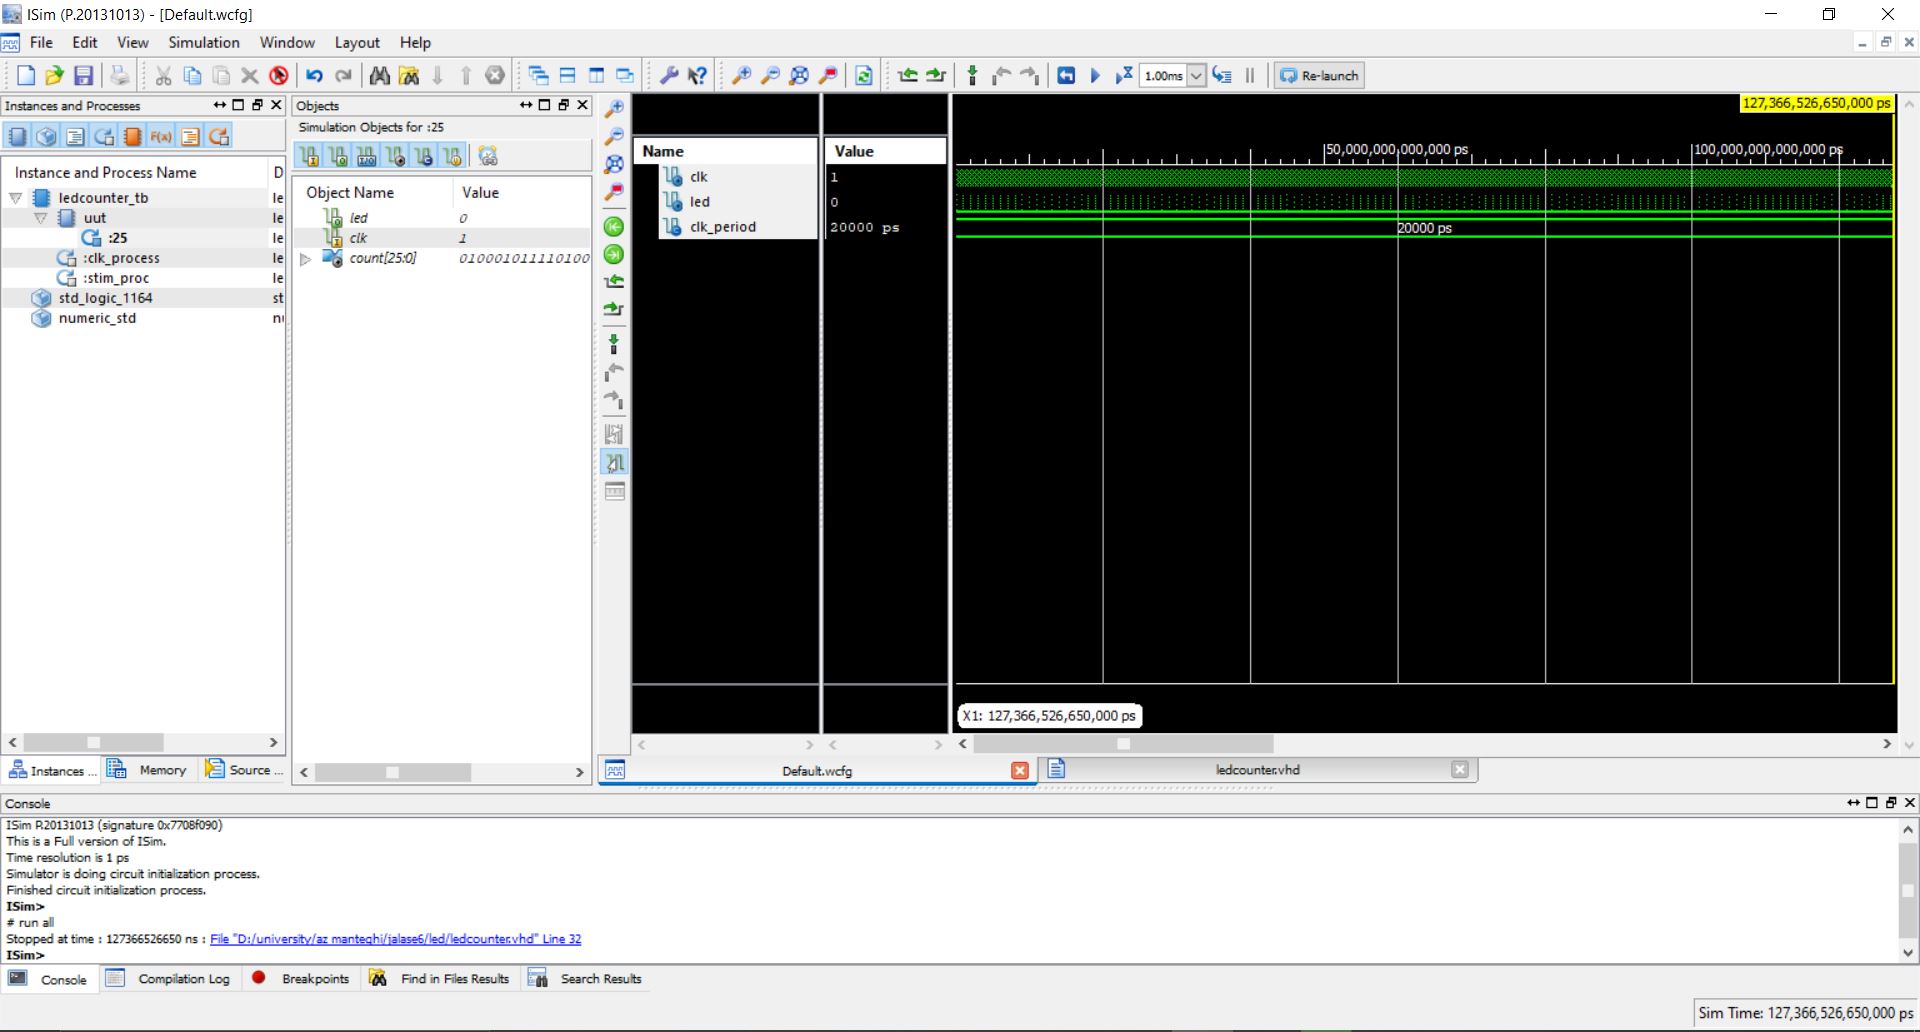 ISim (P.20131013) - [Default.wcfg]
File Edit View Simulation Window Layout Help
1.00ms Re-launch
Instances and Processes
F(x)
Instance and Process Name D
ledcounter_tb le
uut le
:25 le
:clk_process le
:stim_proc le
std_logic_1164 st
numeric_std
Instances ... Memory Source ...
Objects
Simulation Objects for :25
Object Name Value
led 0
clk 1
count[25:0] 010001011110100
Name Value
clk 1
led 0
clk_period 20000 ps
127,366,526,650,000 ps
50,000,000,000,000 ps 100,000,000,000,000 ps
20000 ps
X1: 127,366,526,650,000 ps
Default.wcfg ledcounter.vhd
Console
ISim P.20131013 (signature 0x7708f090)
This is a Full version of ISim.
Time resolution is 1 ps
Simulator is doing circuit initialization process.
Finished circuit initialization process.
ISim>
# run all
Stopped at time : 127366526650 ns : File "D:/university/az manteghi/jalase6/led/ledcounter.vhd" Line 32
ISim>
Console Compilation Log Breakpoints Find in Files Results Search Results
Sim Time: 127,366,526,650,000 ps